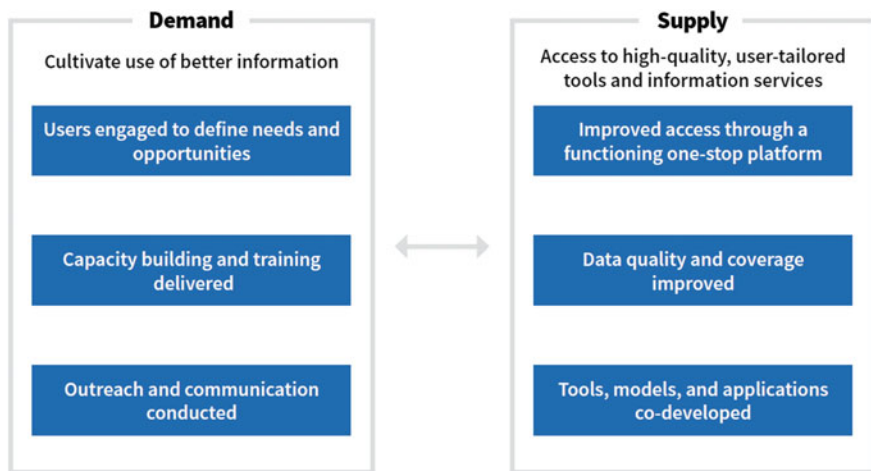 Demand
Cultivate use of better information
Users engaged to define needs and
opportunities
Capacity building and training
delivered
Outreach and communication
conducted
Supply
Access to high-quality, user-tailored
tools and information services
Improved access through a
functioning one-stop platform
Data quality and coverage
improved
Tools, models, and applications
co-developed